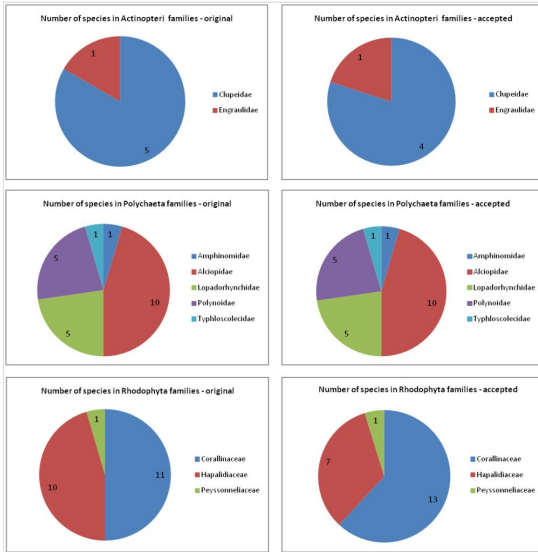 Number of species in Actinopteri families - original
1
5
Clupeidae
Engraulidae
Number of species in Actinopteri families - accepted
1
4
Clupeidae
Engraulidae
Number of species in Polychaeta families - original
1
1
5
10
5
Amphinomidae
Alciopidae
Lopadorhynchidae
Polynoidae
Typhloscolecidae
Number of species in Polychaeta families - accepted
1
1
5
10
5
Amphinomidae
Alciopidae
Lopadorhynchidae
Polynoidae
Typhloscolecidae
Number of species in Rhodophyta families - original
1
11
10
Corallinaceae
Hapalidiaceae
Peyssonneliaceae
Number of species in Rhodophyta families - accepted
1
7
13
Corallinaceae
Hapalidiaceae
Peyssonneliaceae